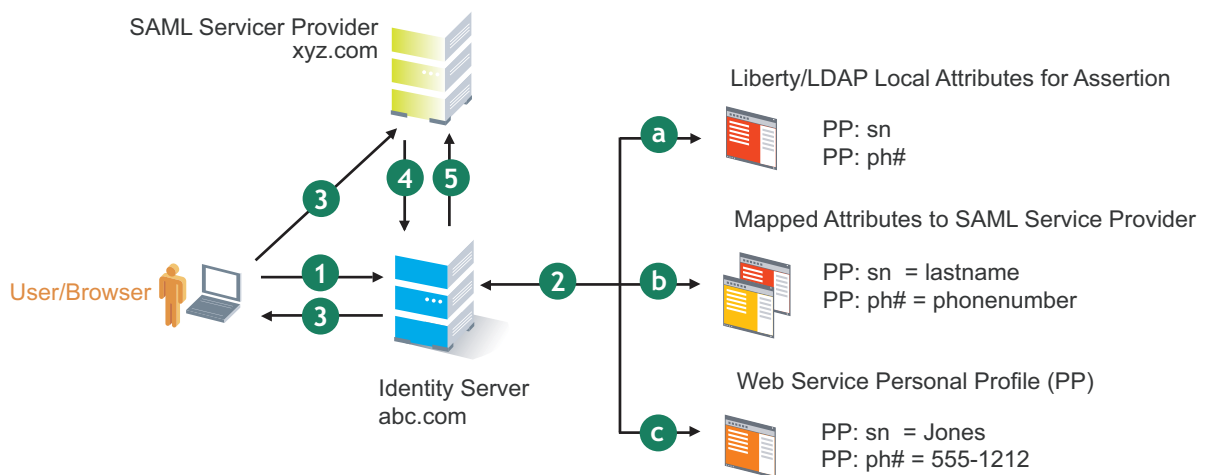 SAML Servicer Provider
xyz.com
Liberty/LDAP Local Attributes for Assertion
a
PP: sn
PP: ph#
3
4
5
Mapped Attributes to SAML Service Provider
User/Browser
1
2
b
PP: sn = lastname
PP: ph# = phonenumber
3
Identity Server
abc.com
Web Service Personal Profile (PP)
c
PP: sn = Jones
PP: ph# = 555-1212